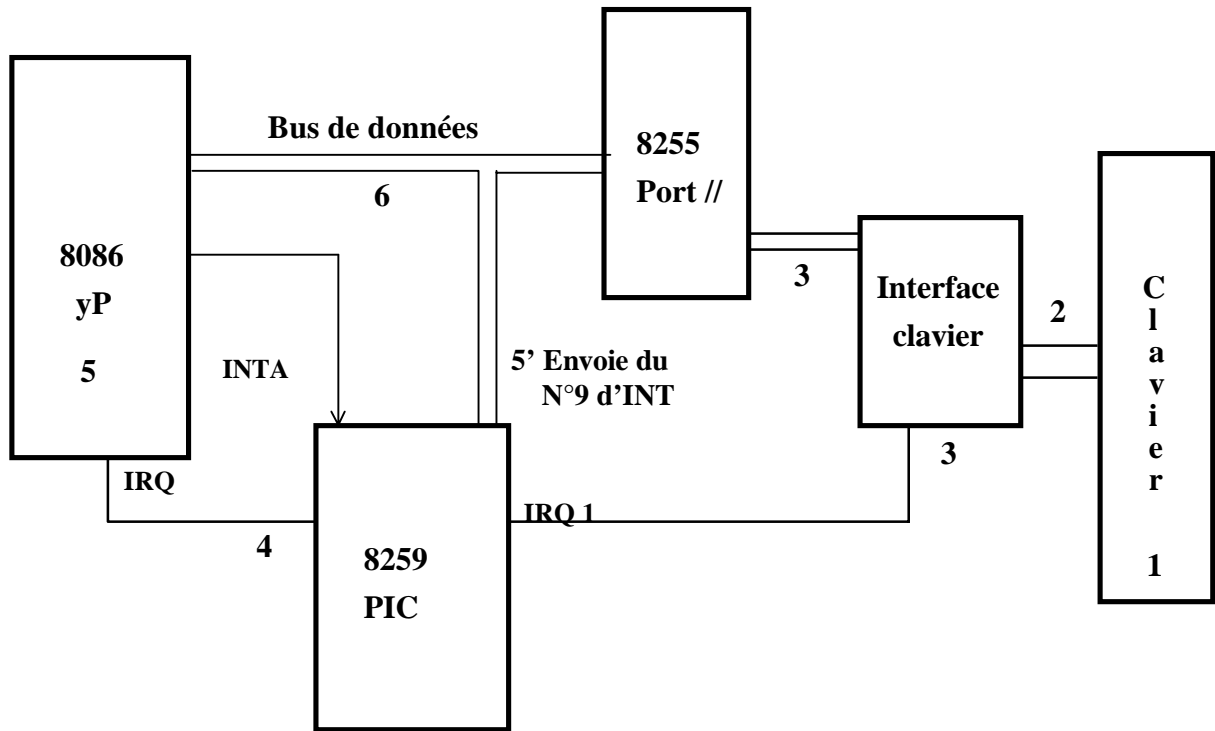 Bus de données
6
8086
yP
5
INTA
IRQ
4
8255
Port //
3
Interface
clavier
2
C
l
a
v
i
e
r
1
5’ Envoie du
N°9 d’INT
3
IRQ 1
8259
PIC